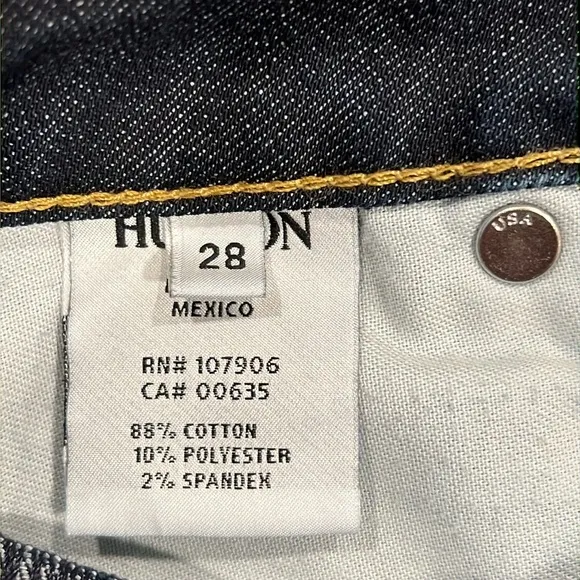 28
MEXICO
RN# 107906
CA# 00635
88% COTTON
10% POLYESTER
2% SPANDEX
USA